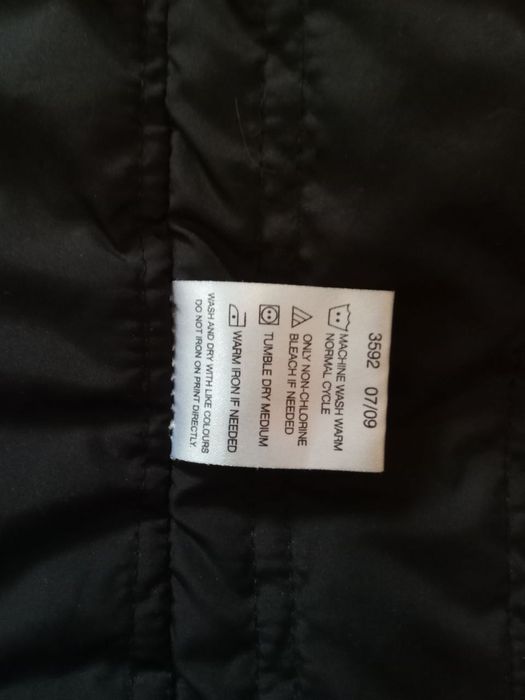 3592 07/09
MACHINE WASH WARM
NORMAL CYCLE
ONLY NON-CHLORINE
BLEACH IF NEEDED
TUMBLE DRY MEDIUM
WARM IRON IF NEEDED
WASH AND DRY WITH LIKE COLOURS
DO NOT IRON ON PRINT DIRECTLY.